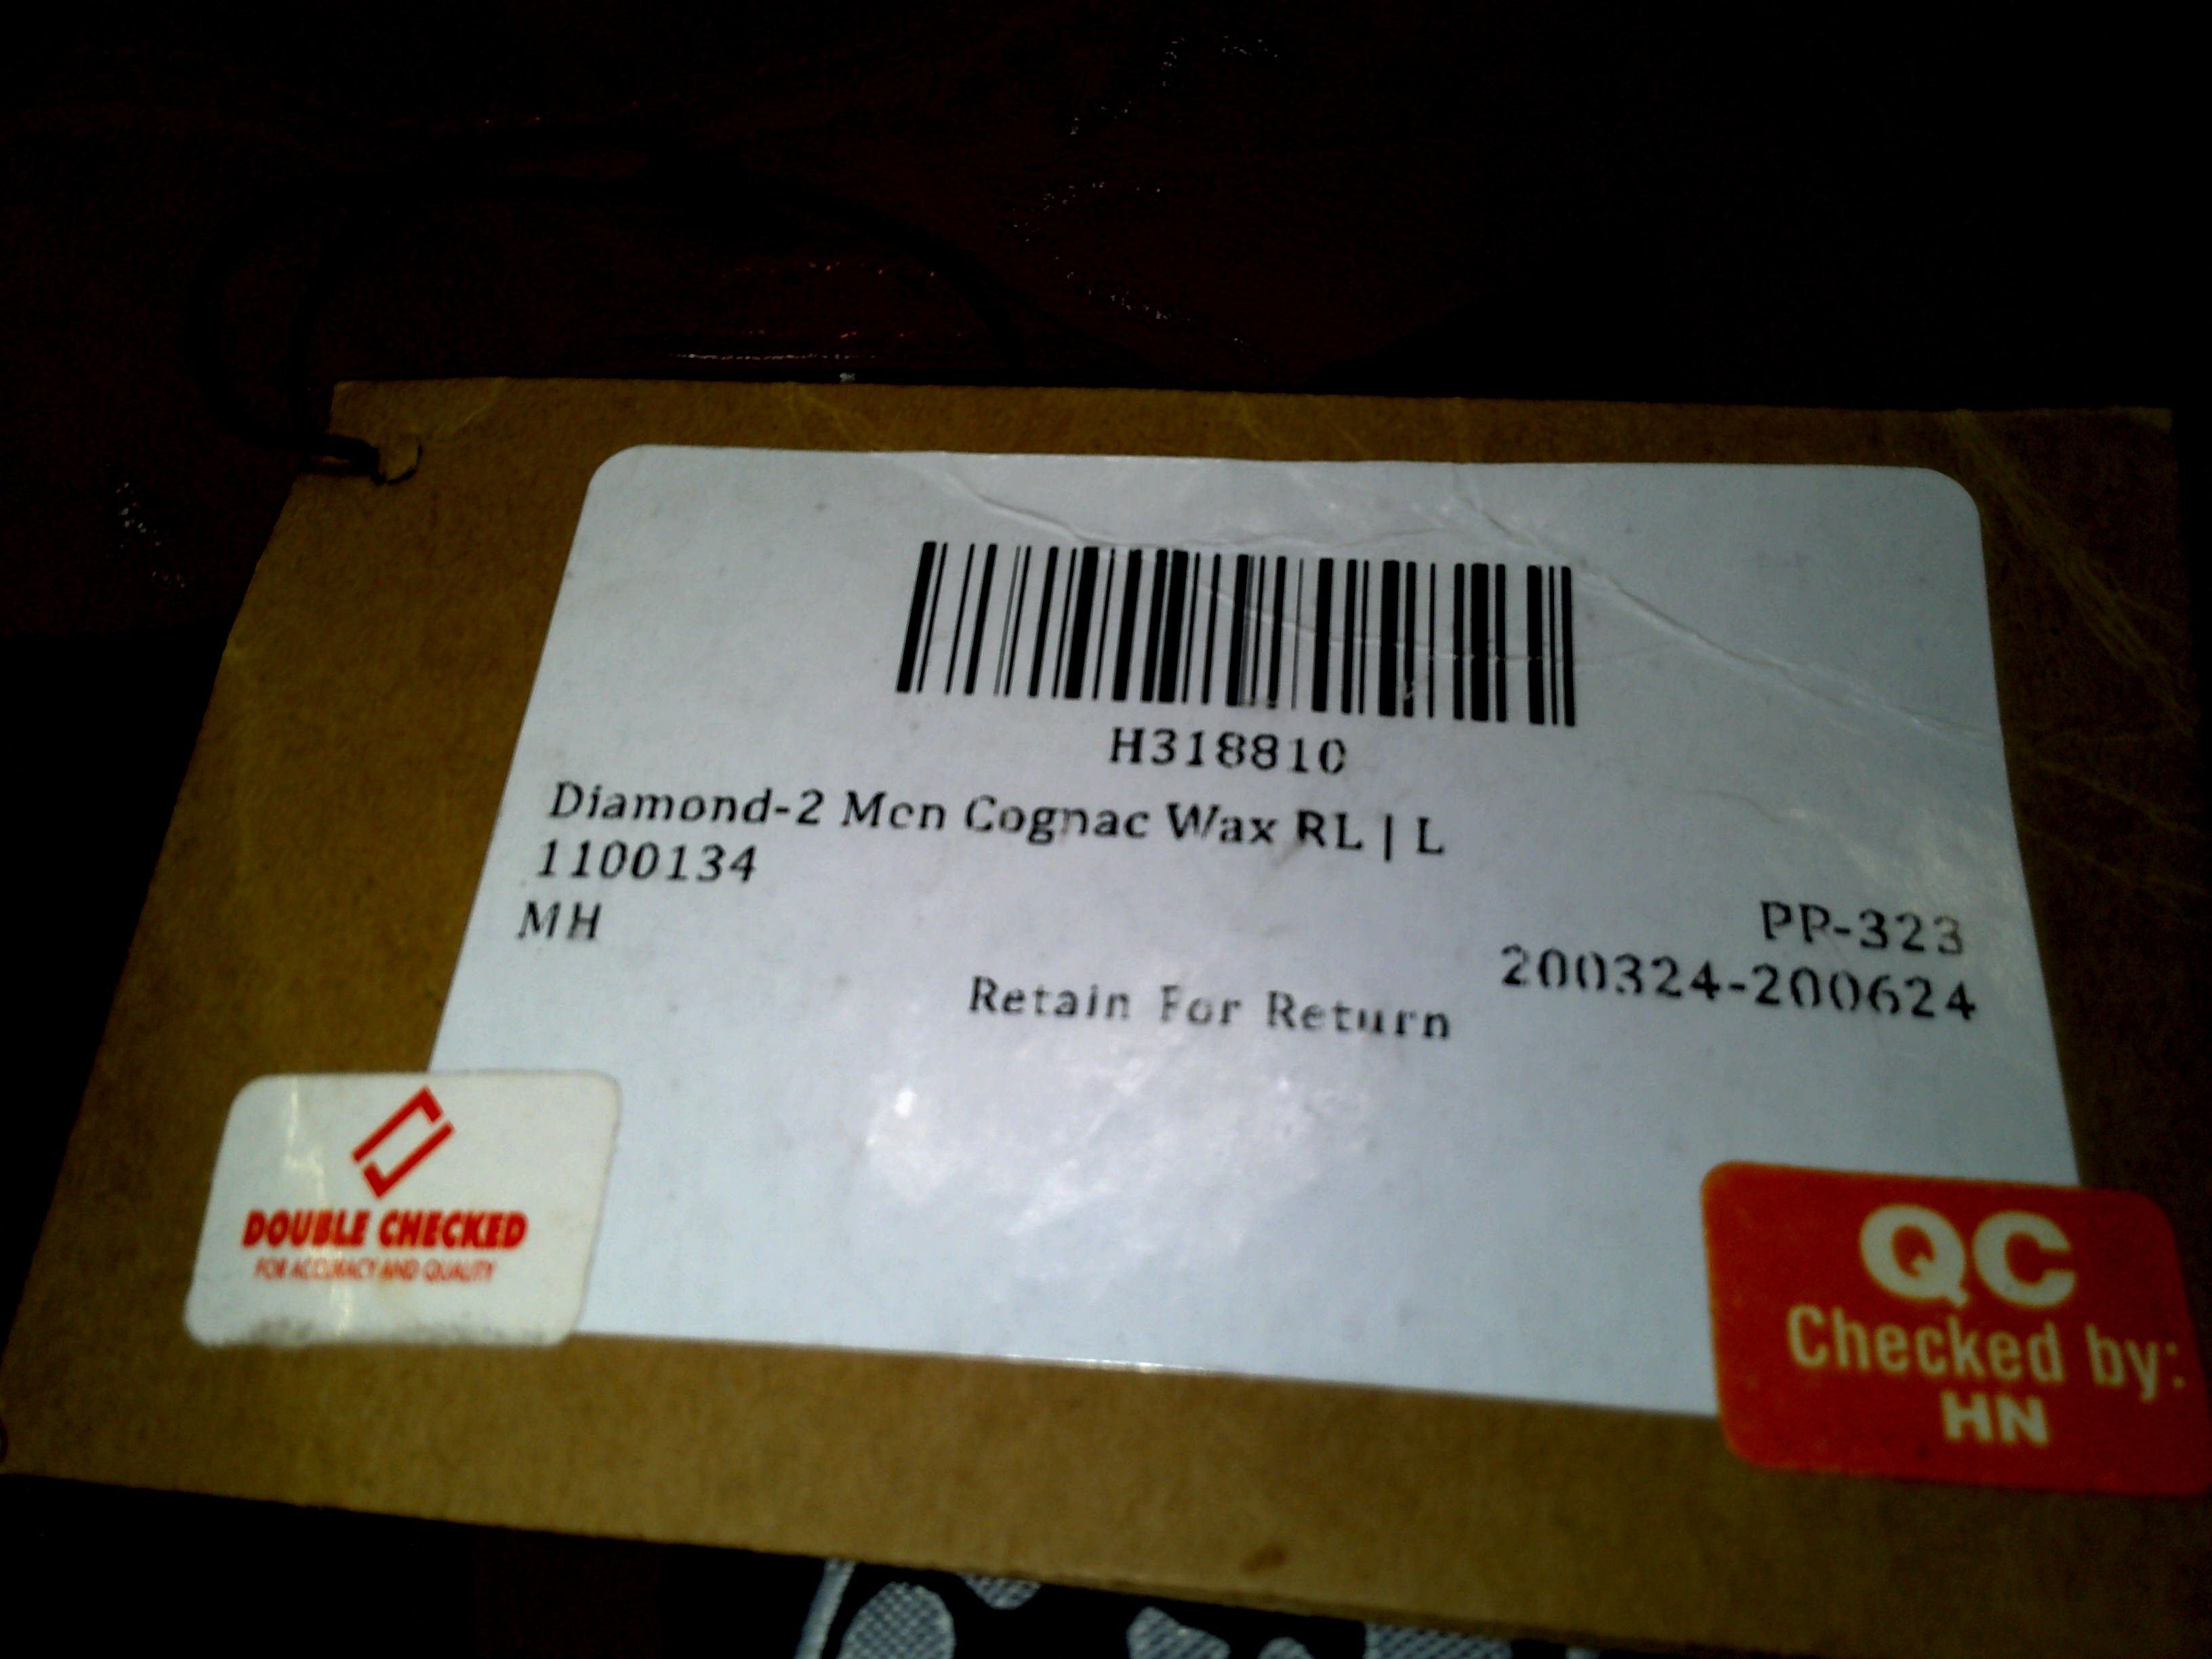 H318810
Diamond-2 Men Cognac Wax RL | L
1100134
MH
PP-323
200324-200624
Retain For Return
DOUBLE CHECKED
FOR ACCURACY AND QUALITY
QC
Checked by:
HN